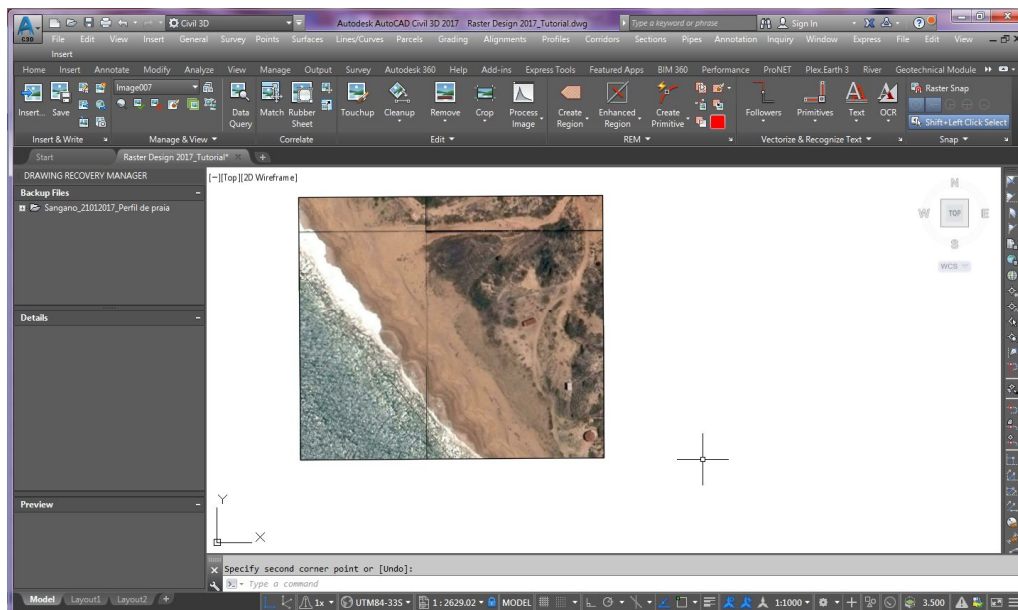 Civil 3D
Autodesk AutoCAD Civil 3D 2017 Raster Design 2017_Tutorial.dwg
Type a keyword or phrase
Sign In
C3D
File Edit View Insert General Survey Points Surfaces Lines/Curves Parcels Grading Alignments Profiles Corridors Sections Pipes Annotation Inquiry Window Express File Edit View
Insert
Home Insert Annotate Modify Analyze View Manage Output Survey Autodesk 360 Help Add-ins Express Tools Featured Apps BIM 360 Performance ProNET Plex.Earth 3 River Geotechnical Module
Image007
Raster Snap
Insert... Save
Data Query
Match Rubber Sheet
Touchup Cleanup Remove Crop Process Image
Create Region Enhanced Region Create Primitive
Followers Primitives Text OCR
Shift+Left Click Select
Insert & Write Manage & View Correlate Edit REM Vectorize & Recognize Text Snap
Start Raster Design 2017_Tutorial*
DRAWING RECOVERY MANAGER
[−][Top][2D Wireframe]
Backup Files
Sangano_21012017_Perfil de praia
N
W TOP E
S
WCS
Details
Preview
Y
X
Specify second corner point or [Undo]:
Type a command
Model Layout1 Layout2 +
1x UTM84-33S 1:2629.02 MODEL 1:1000 3.500